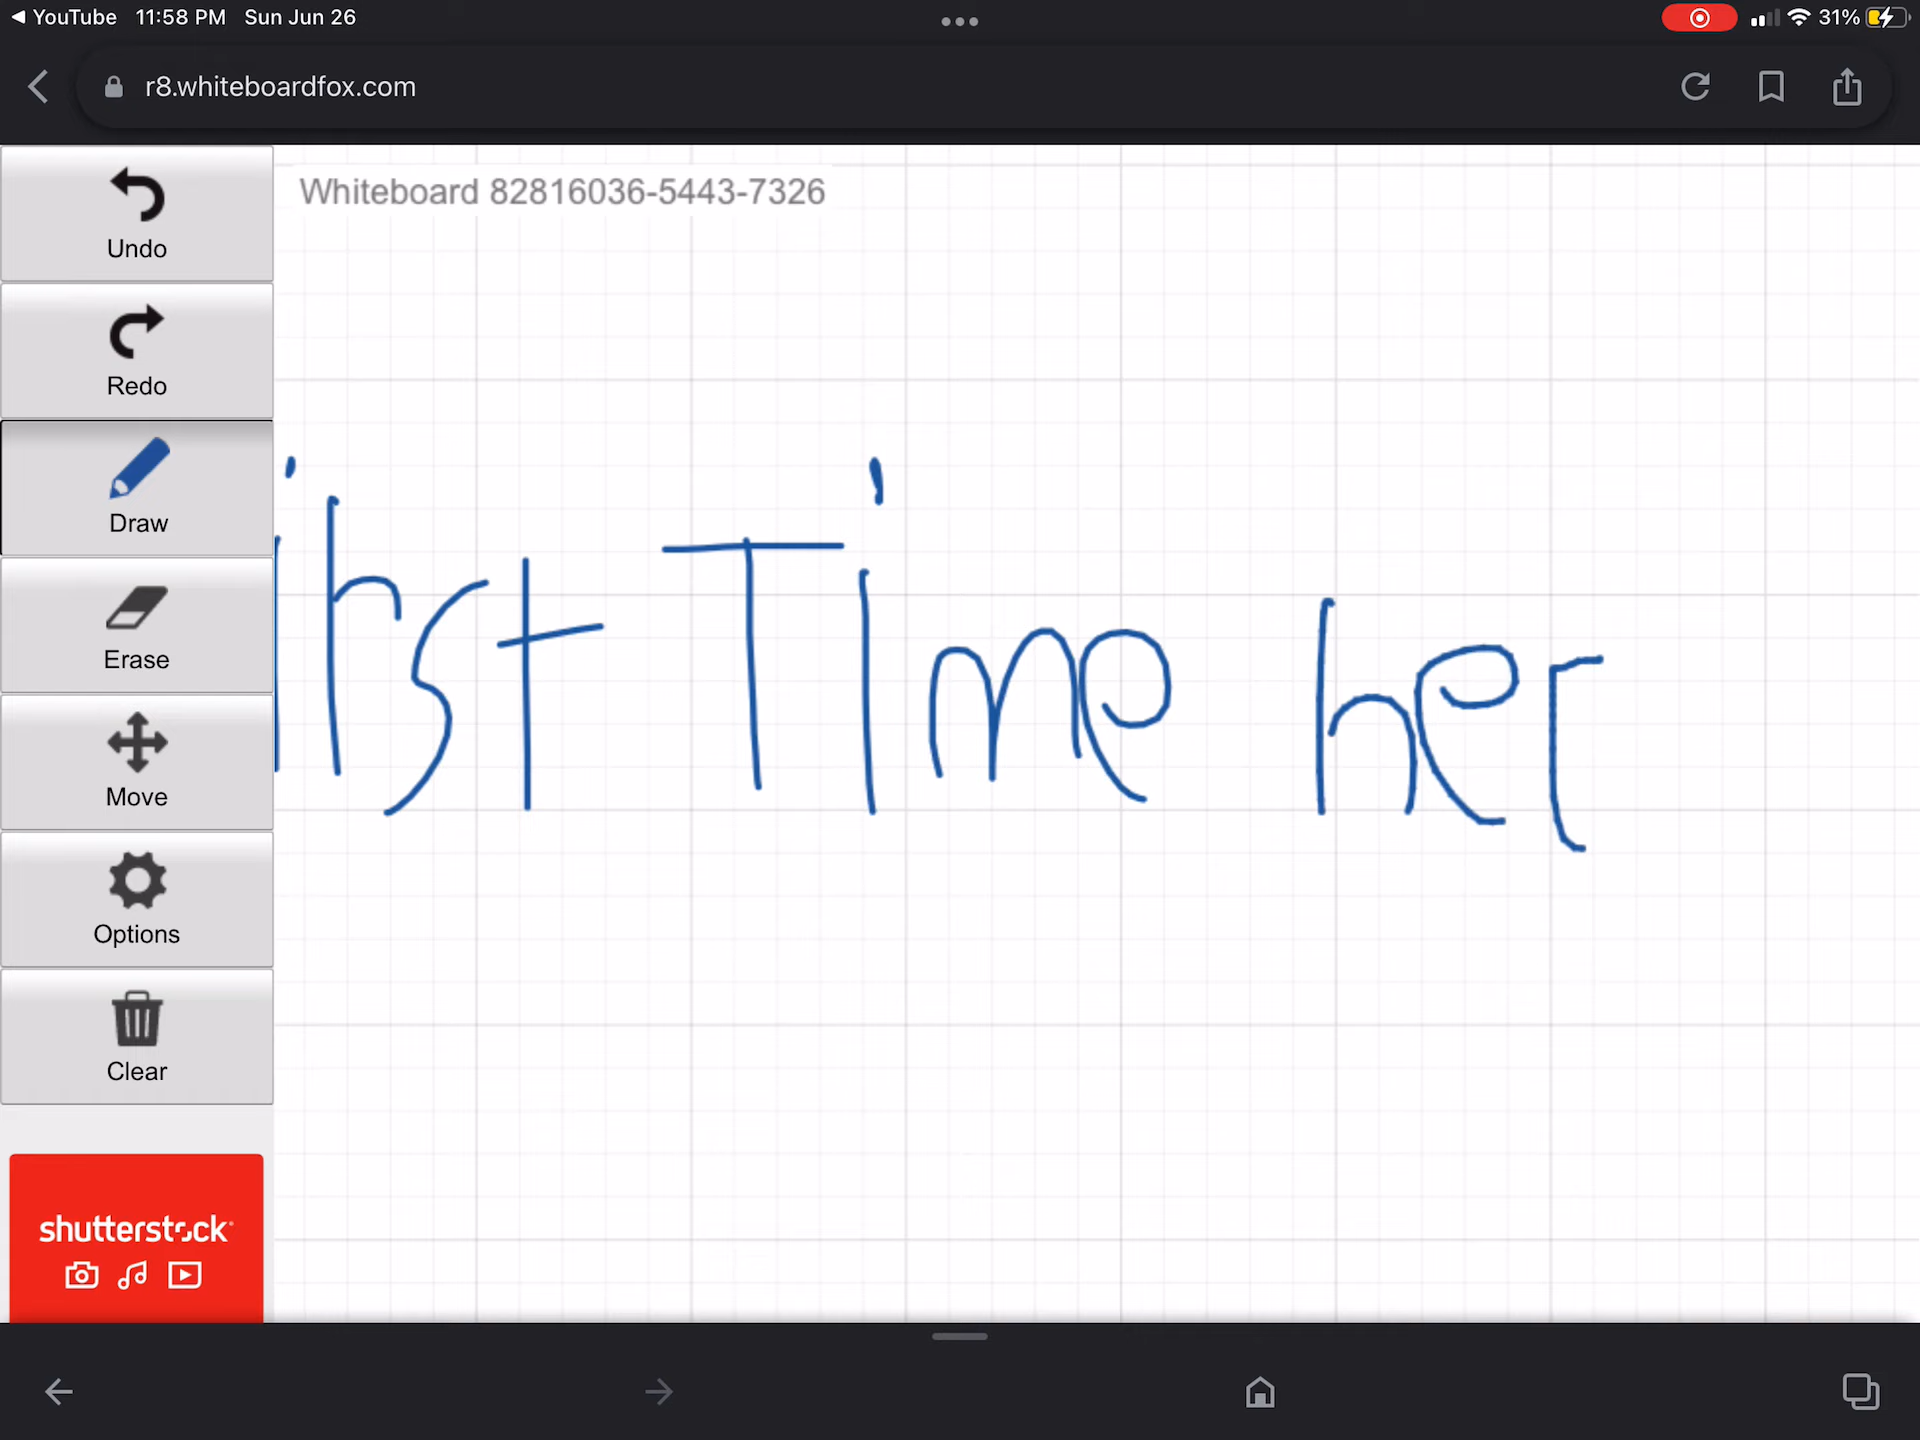 YouTube 11:58 PM Sun Jun 26 31%
r8.whiteboardfox.com
Whiteboard 82816036-5443-7326
Undo
Redo
Draw
Erase
Move
Options
Clear
irst Time her
shutterstock